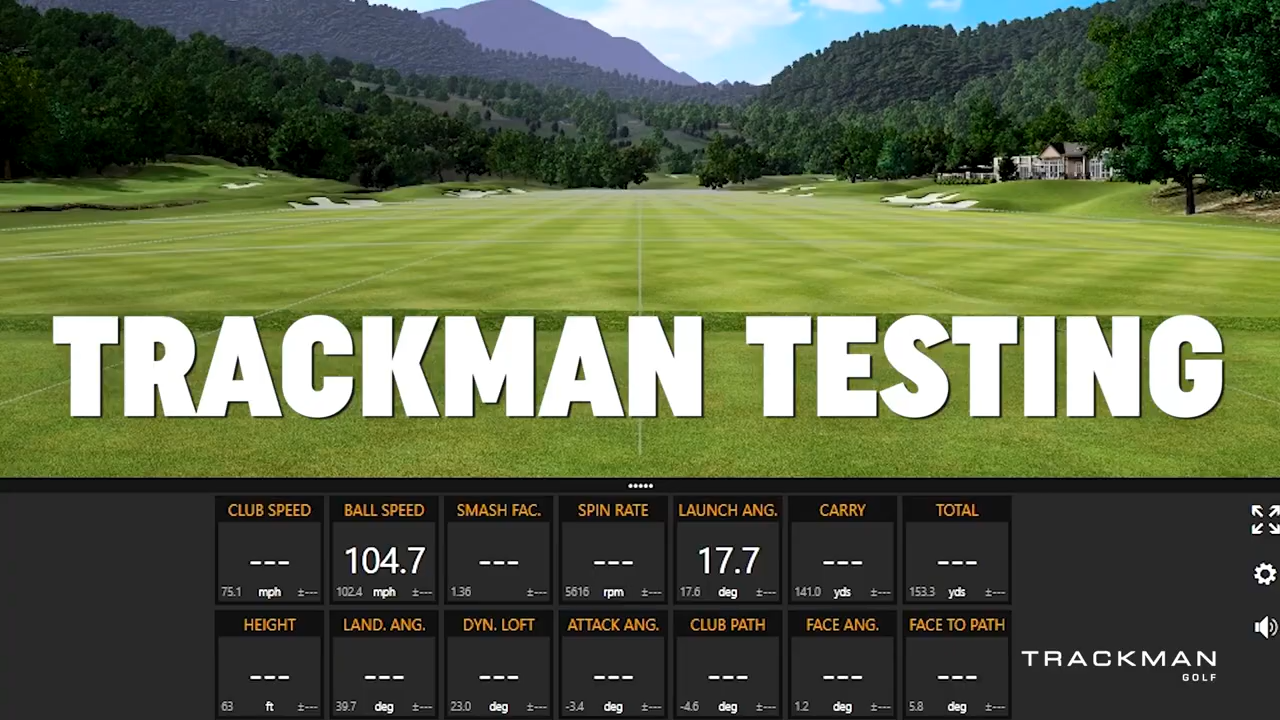 TRACKMAN TESTING
CLUB SPEED BALL SPEED SMASH FAC. SPIN RATE LAUNCH ANG. CARRY TOTAL
--- 104.7 --- --- 17.7 --- ---
75.1 mph ±--- 102.4 mph ±--- 1.36 ±--- 5616 rpm ±--- 17.6 deg ±--- 141.0 yds ±--- 153.3 yds ±---
HEIGHT LAND. ANG. DYN. LOFT ATTACK ANG. CLUB PATH FACE ANG. FACE TO PATH
--- --- --- --- --- --- ---
63 ft ±--- 39.7 deg ±--- 23.0 deg ±--- -3.4 deg ±--- -4.6 deg ±--- 1.2 deg ±--- 5.8 deg ±---
TRACKMAN
GOLF